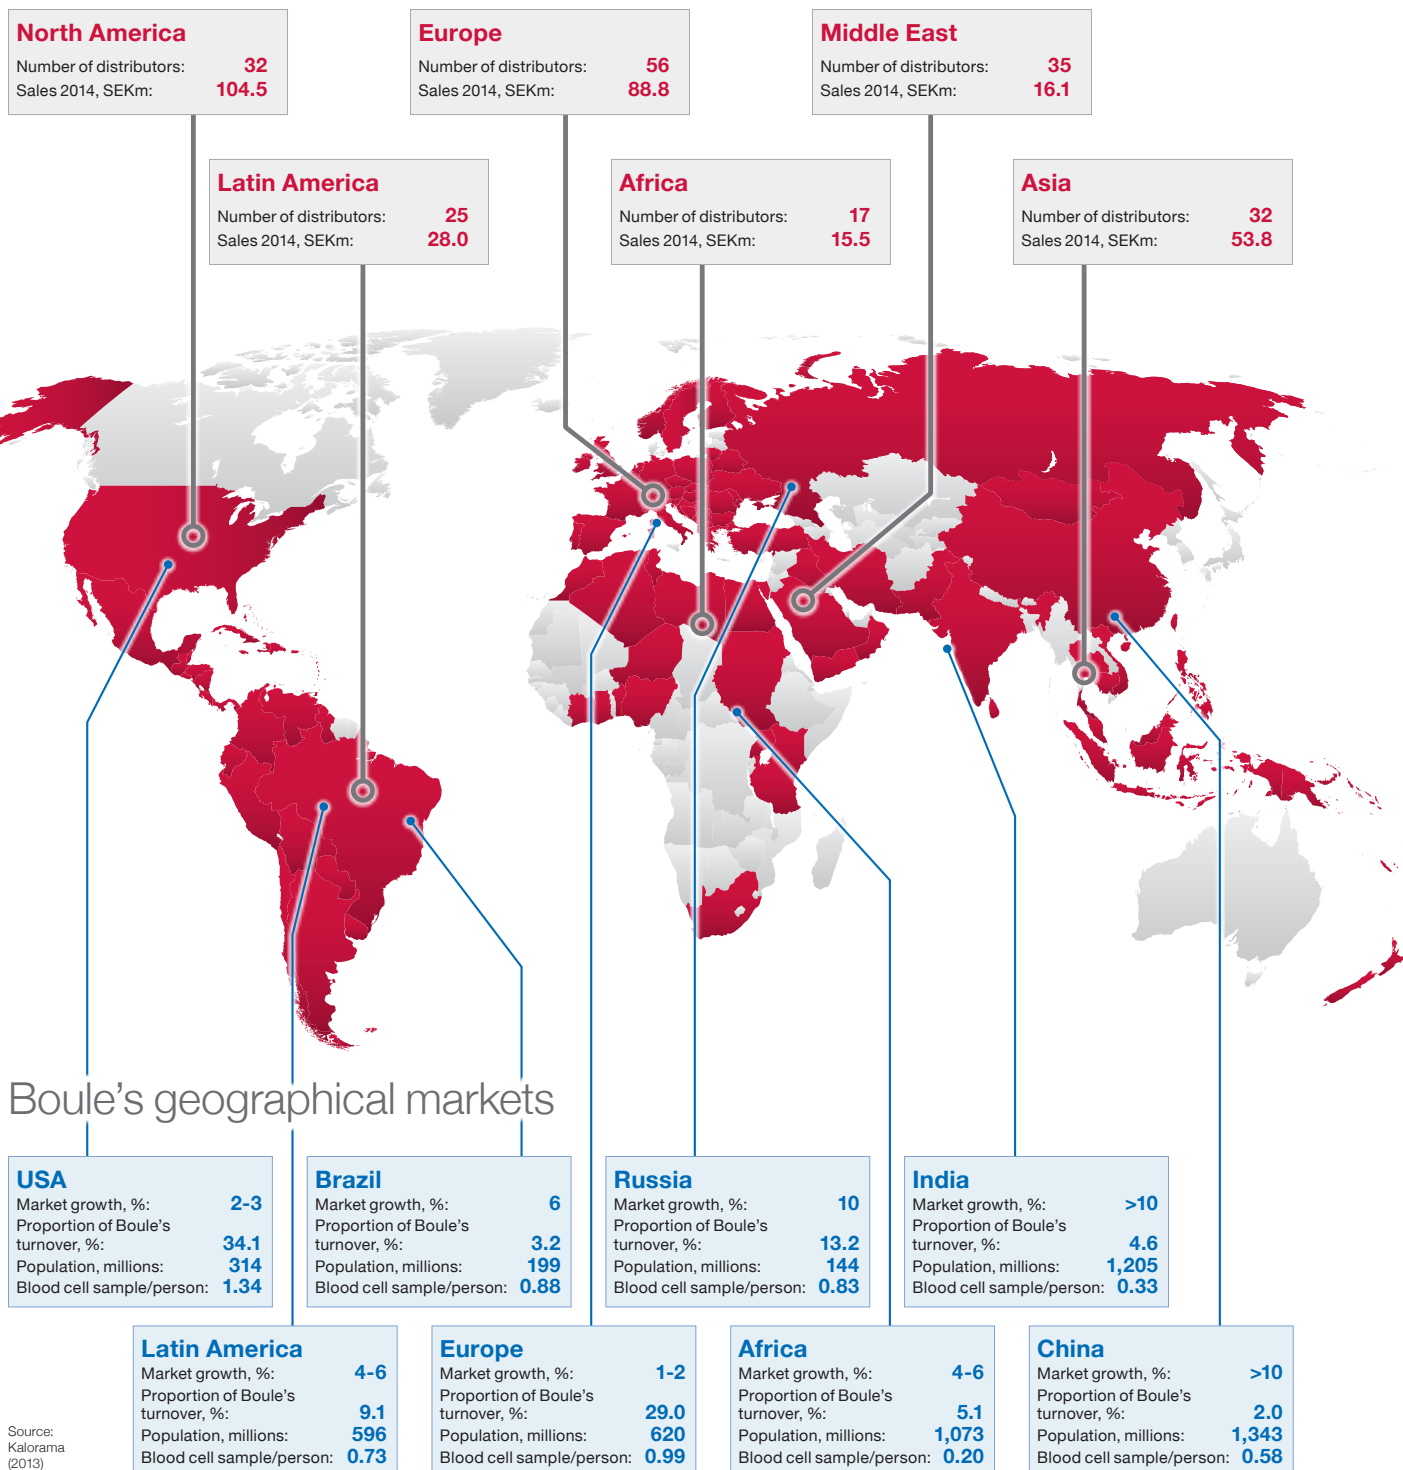 North America
Number of distributors: 32
Sales 2014, SEKm: 104.5
Europe
Number of distributors: 56
Sales 2014, SEKm: 88.8
Middle East
Number of distributors: 35
Sales 2014, SEKm: 16.1
Latin America
Number of distributors: 25
Sales 2014, SEKm: 28.0
Africa
Number of distributors: 17
Sales 2014, SEKm: 15.5
Asia
Number of distributors: 32
Sales 2014, SEKm: 53.8
Boule's geographical markets
USA
Market growth, %: 2-3
Proportion of Boule's
turnover, %: 34.1
Population, millions: 314
Blood cell sample/person: 1.34
Brazil
Market growth, %: 6
Proportion of Boule's
turnover, %: 3.2
Population, millions: 199
Blood cell sample/person: 0.88
Russia
Market growth, %: 10
Proportion of Boule's
turnover, %: 13.2
Population, millions: 144
Blood cell sample/person: 0.83
India
Market growth, %: >10
Proportion of Boule's
turnover, %: 4.6
Population, millions: 1,205
Blood cell sample/person: 0.33
Latin America
Market growth, %: 4-6
Proportion of Boule's
turnover, %: 9.1
Population, millions: 596
Blood cell sample/person: 0.73
Europe
Market growth, %: 1-2
Proportion of Boule's
turnover, %: 29.0
Population, millions: 620
Blood cell sample/person: 0.99
Africa
Market growth, %: 4-6
Proportion of Boule's
turnover, %: 5.1
Population, millions: 1,073
Blood cell sample/person: 0.20
China
Market growth, %: >10
Proportion of Boule's
turnover, %: 2.0
Population, millions: 1,343
Blood cell sample/person: 0.58
Source:
Kalorama
(2013)